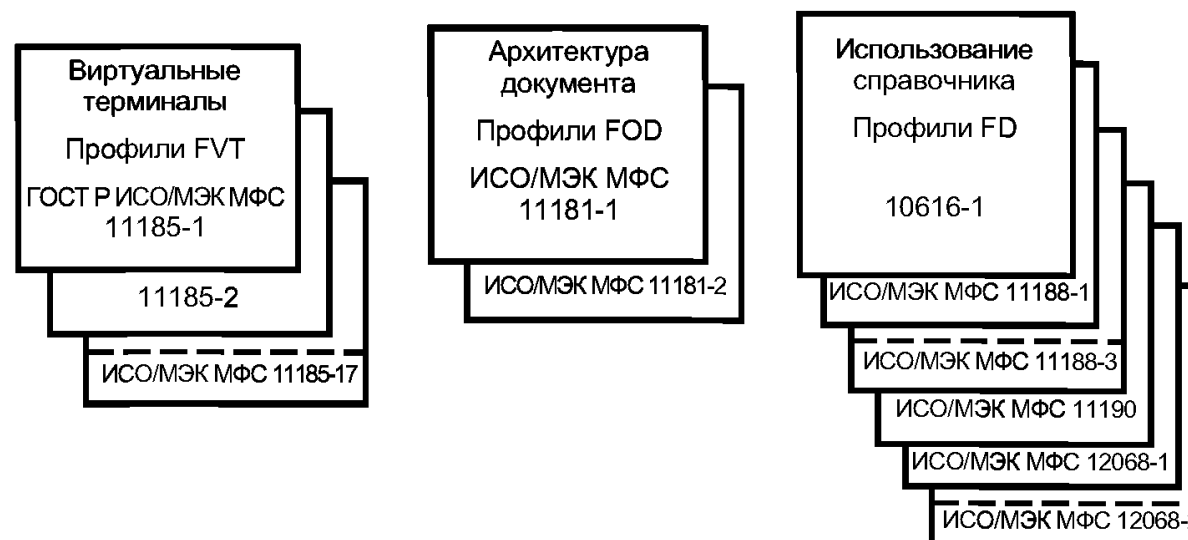 Виртуальные
терминалы
Профили FVT
ГОСТ Р ИСО/МЭК МФС
11185-1
11185-2
ИСО/МЭК МФС 11185-17
Архитектура
документа
Профили FOD
ИСО/МЭК МФС
11181-1
ИСО/МЭК МФС 11181-2
Использование
справочника
Профили FD
10616-1
ИСО/МЭК МФС 11188-1
ИСО/МЭК МФС 11188-3
ИСО/МЭК МФС 11190
ИСО/МЭК МФС 12068-1
ИСО/МЭК МФС 12068-